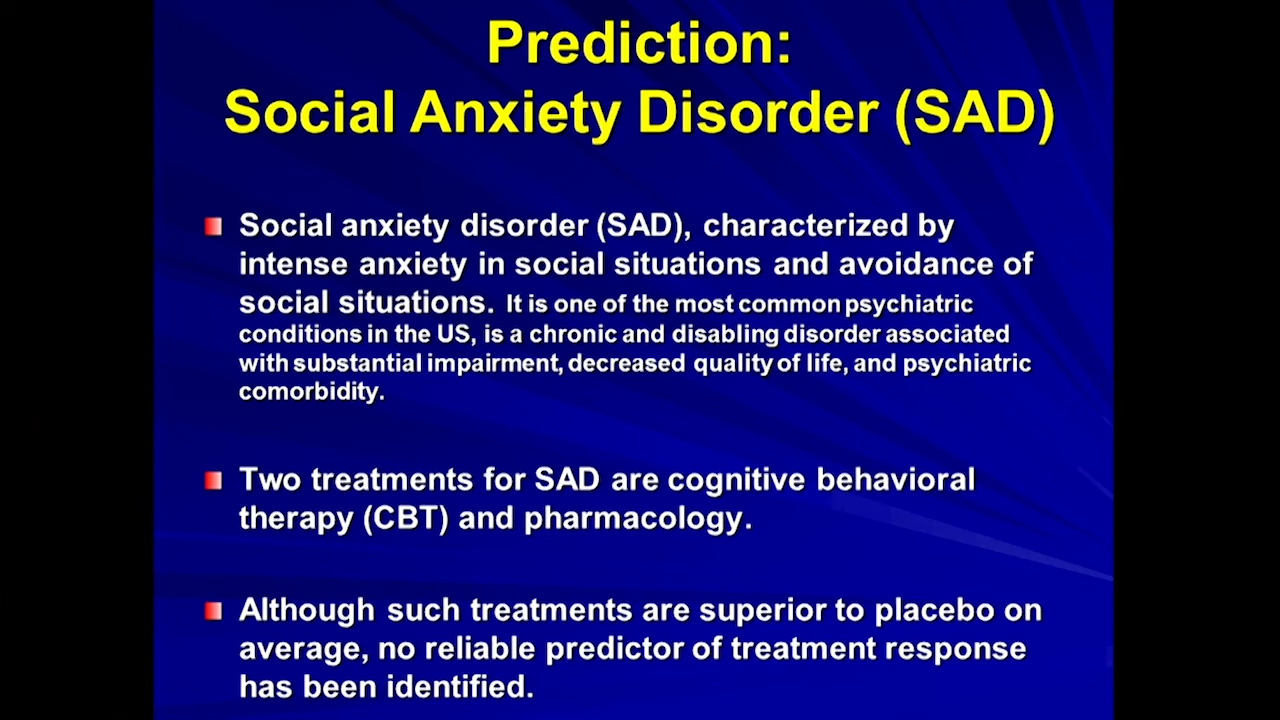 Prediction:
Social Anxiety Disorder (SAD)
Social anxiety disorder (SAD), characterized by
intense anxiety in social situations and avoidance of
social situations. It is one of the most common psychiatric
conditions in the US, is a chronic and disabling disorder associated
with substantial impairment, decreased quality of life, and psychiatric
comorbidity.
Two treatments for SAD are cognitive behavioral
therapy (CBT) and pharmacology.
Although such treatments are superior to placebo on
average, no reliable predictor of treatment response
has been identified.